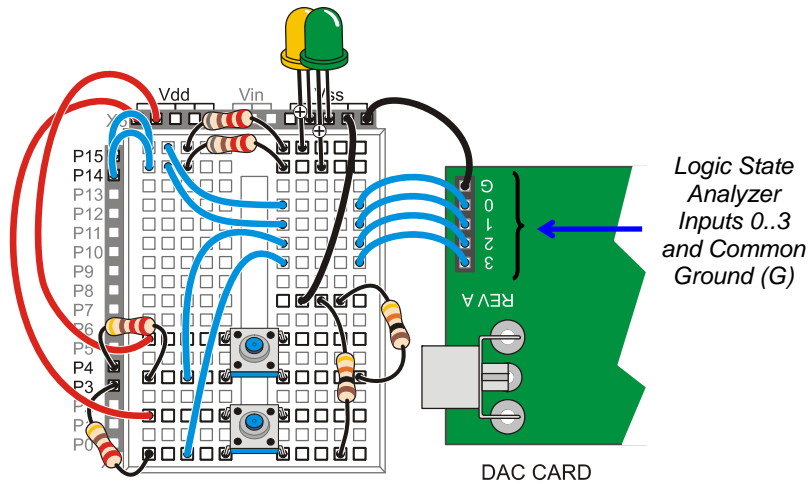 Vdd
Vin
Vss
X3
P15
P14
P13
P12
P11
P10
P9
P8
P7
P6
P5
P4
P3
P0
+
+
G
0
1
2
3
REV A
Logic State
Analyzer
Inputs 0..3
and Common
Ground (G)
DAC CARD